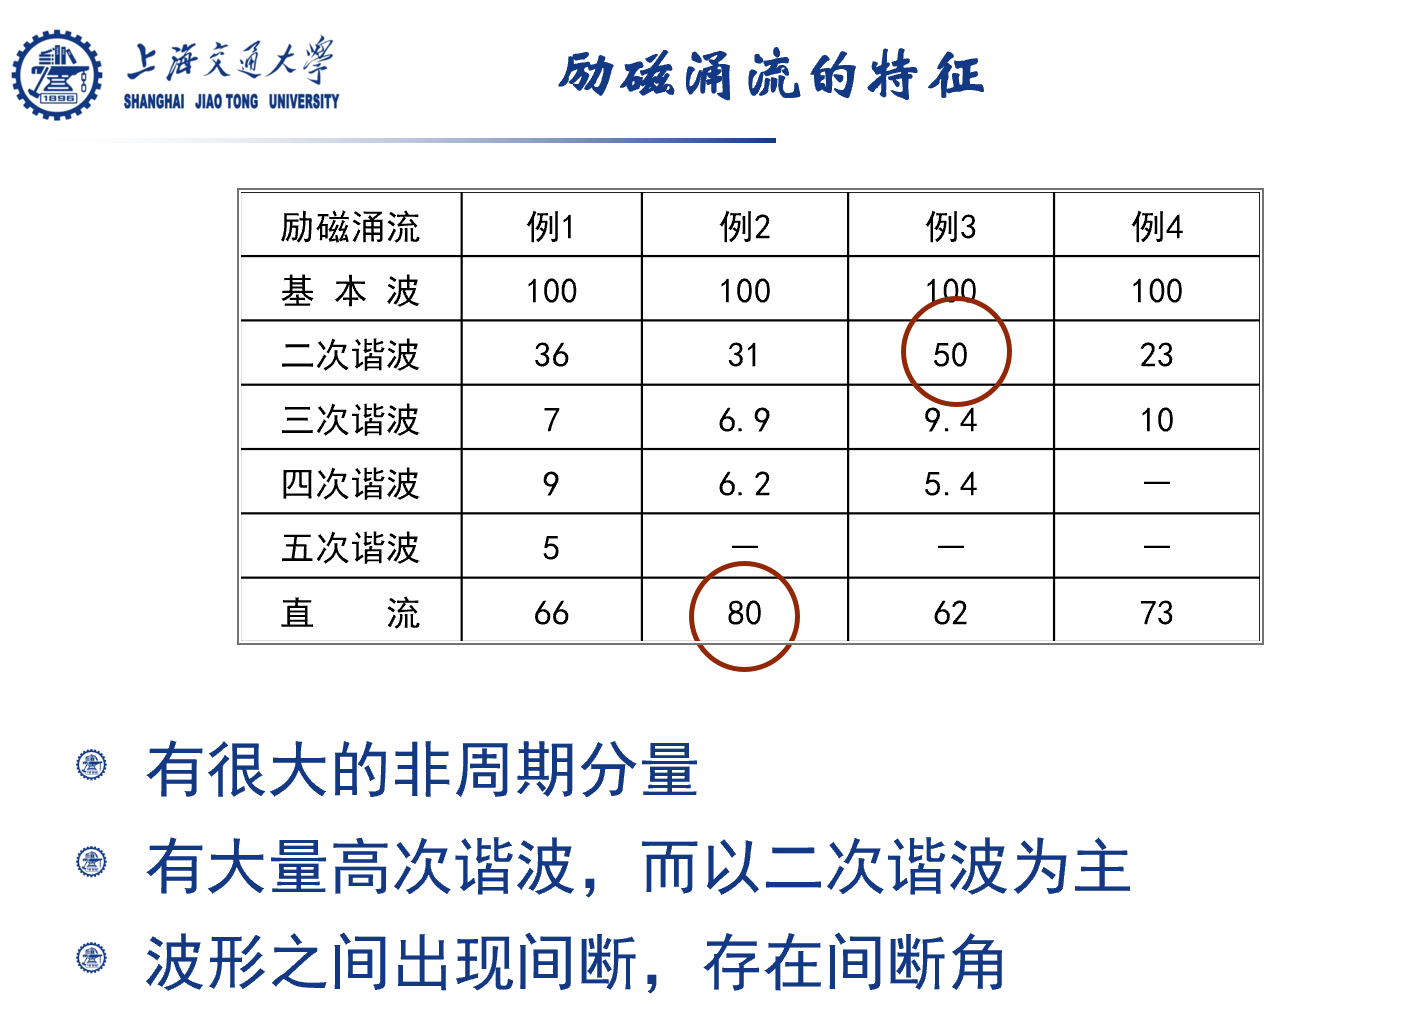 上海交通大学
SHANGHAI JIAO TONG UNIVERSITY
1896
励磁涌流的特征
励磁涌流 例1 例2 例3 例4
基本波 100 100 100 100
二次谐波 36 31 50 23
三次谐波 7 6.9 9.4 10
四次谐波 9 6.2 5.4 —
五次谐波 5 — — —
直流 66 80 62 73
有很大的非周期分量
有大量高次谐波，而以二次谐波为主
波形之间出现间断，存在间断角